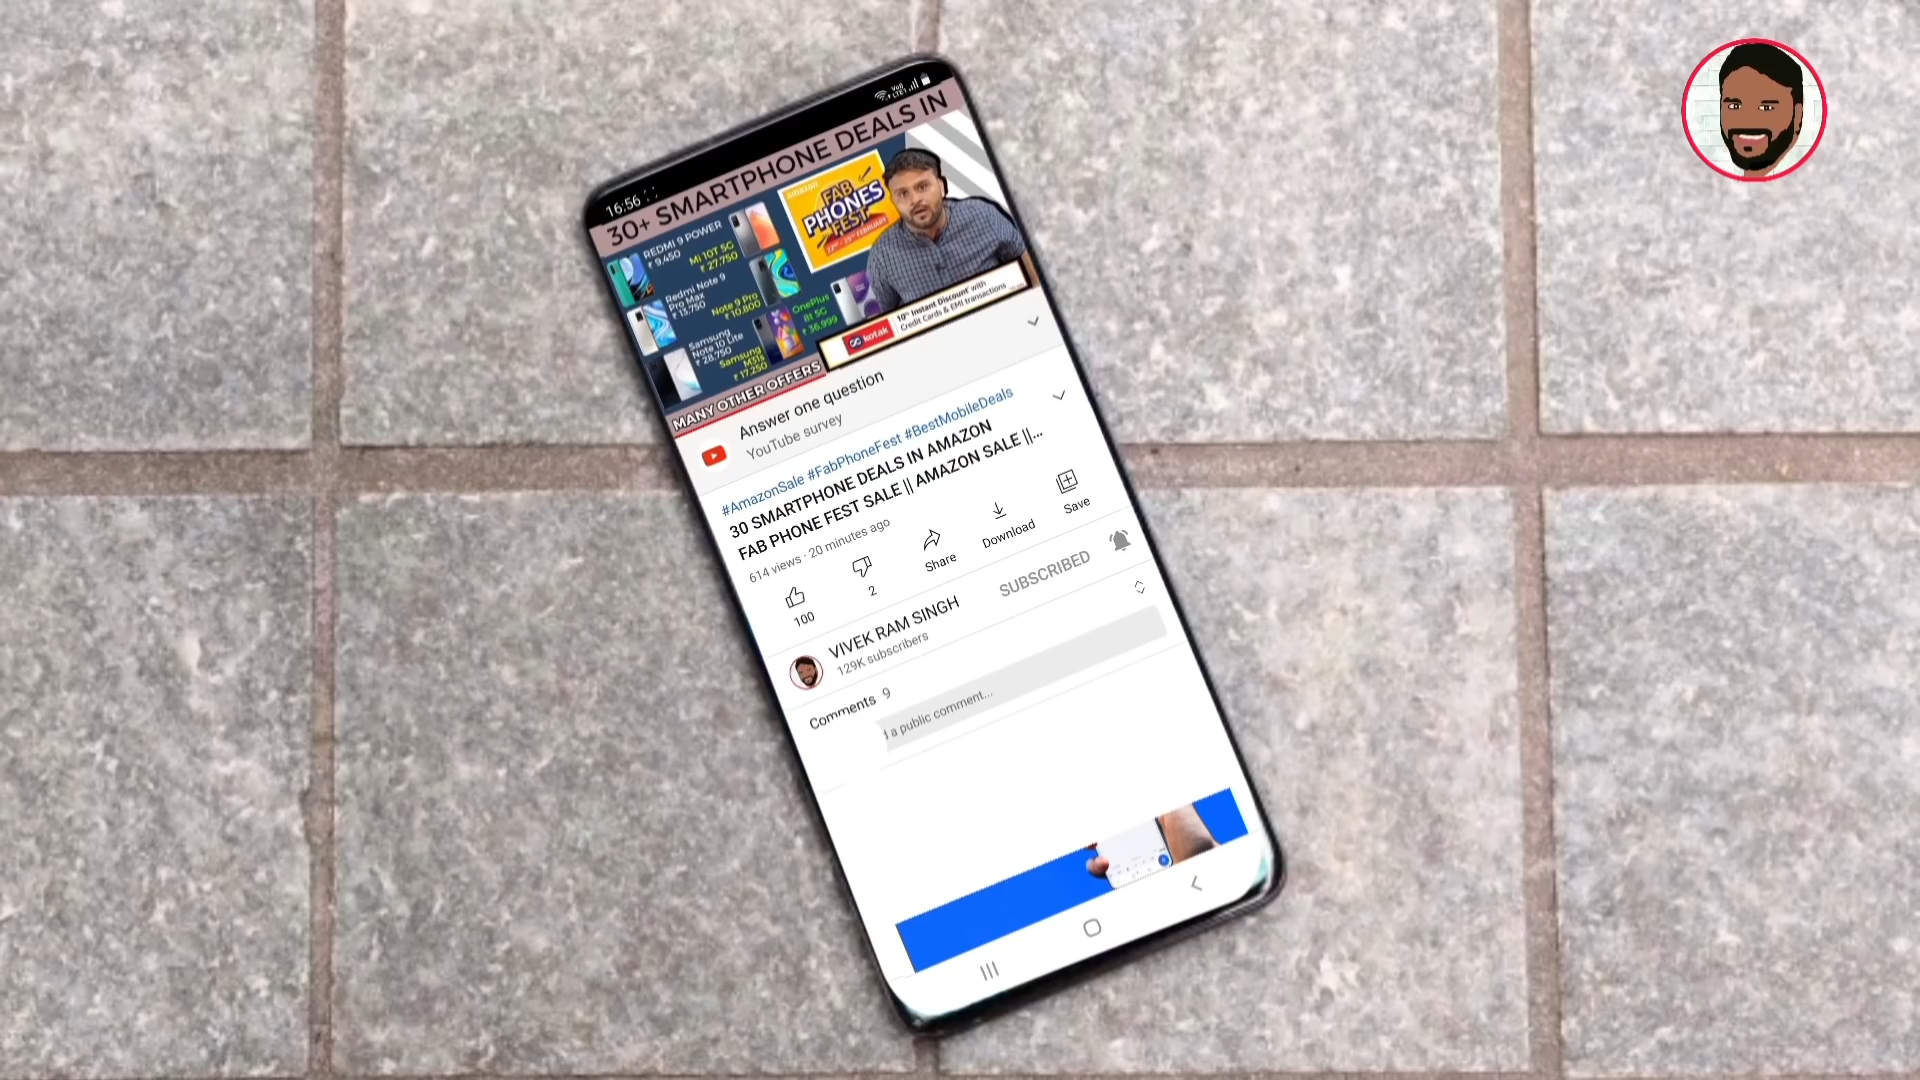 16:56
30+ SMARTPHONE DEALS IN
amazon
FAB
PHONES
FEST
REDMI 9 POWER
₹ 9,450
Mi 10T 5G
₹ 27,750
Redmi Note 9
Pro Max
₹ 13,750
Note 9 Pro
₹ 10,800
OnePlus
8t 5G
₹ 36,999
Samsung
Note 10 Lite
₹ 28,750
Samsung
M31s
₹ 17,250
kotak
10% Instant Discount* with
Credit Cards & EMI transactions
MANY OTHER OFFERS
Answer one question
YouTube survey
#AmazonSale #FabPhoneFest #BestMobileDeals
30 SMARTPHONE DEALS IN AMAZON
FAB PHONE FEST SALE || AMAZON SALE ||...
614 views · 20 minutes ago
100
2
Share
Download
Save
VIVEK RAM SINGH
129K subscribers
SUBSCRIBED
Comments 9
a public comment...